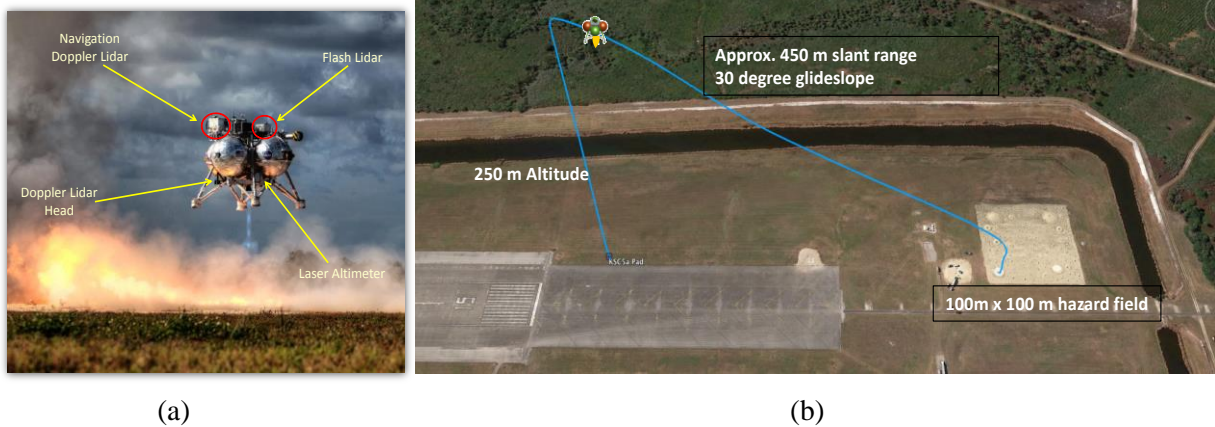 Navigation
Doppler Lidar
Flash Lidar
Doppler Lidar
Head
Laser Altimeter
(a)
Approx. 450 m slant range
30 degree glideslope
250 m Altitude
KSC 5a Pad
100m x 100 m hazard field
(b)